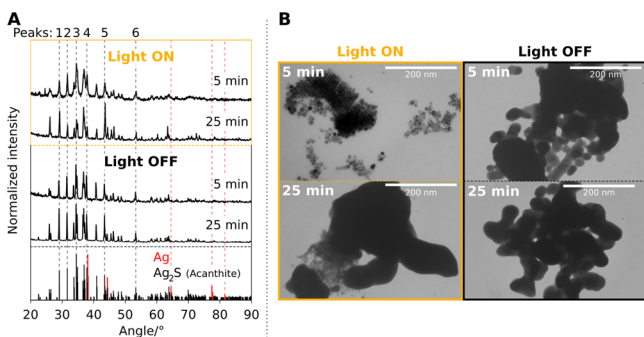 A
Peaks: 1 2 3 4 5 6
Light ON
5 min
25 min
Light OFF
5 min
25 min
Ag
Ag₂S (Acanthite)
Normalized intensity
20 30 40 50 60 70 80 90
Angle/°
B
Light ON
Light OFF
5 min
200 nm
5 min
200 nm
25 min
200 nm
25 min
200 nm